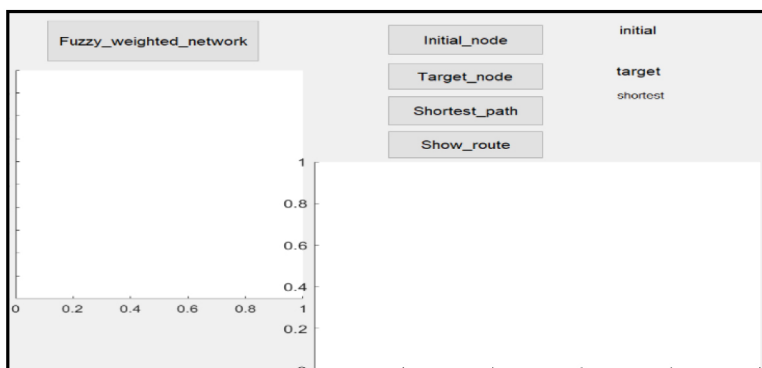 Fuzzy_weighted_network
Initial_node
initial
Target_node
target
shortest
Shortest_path
Show_route
1
0.8
0.6
0.4
0 0.2 0.4 0.6 0.8 1
0.2
0